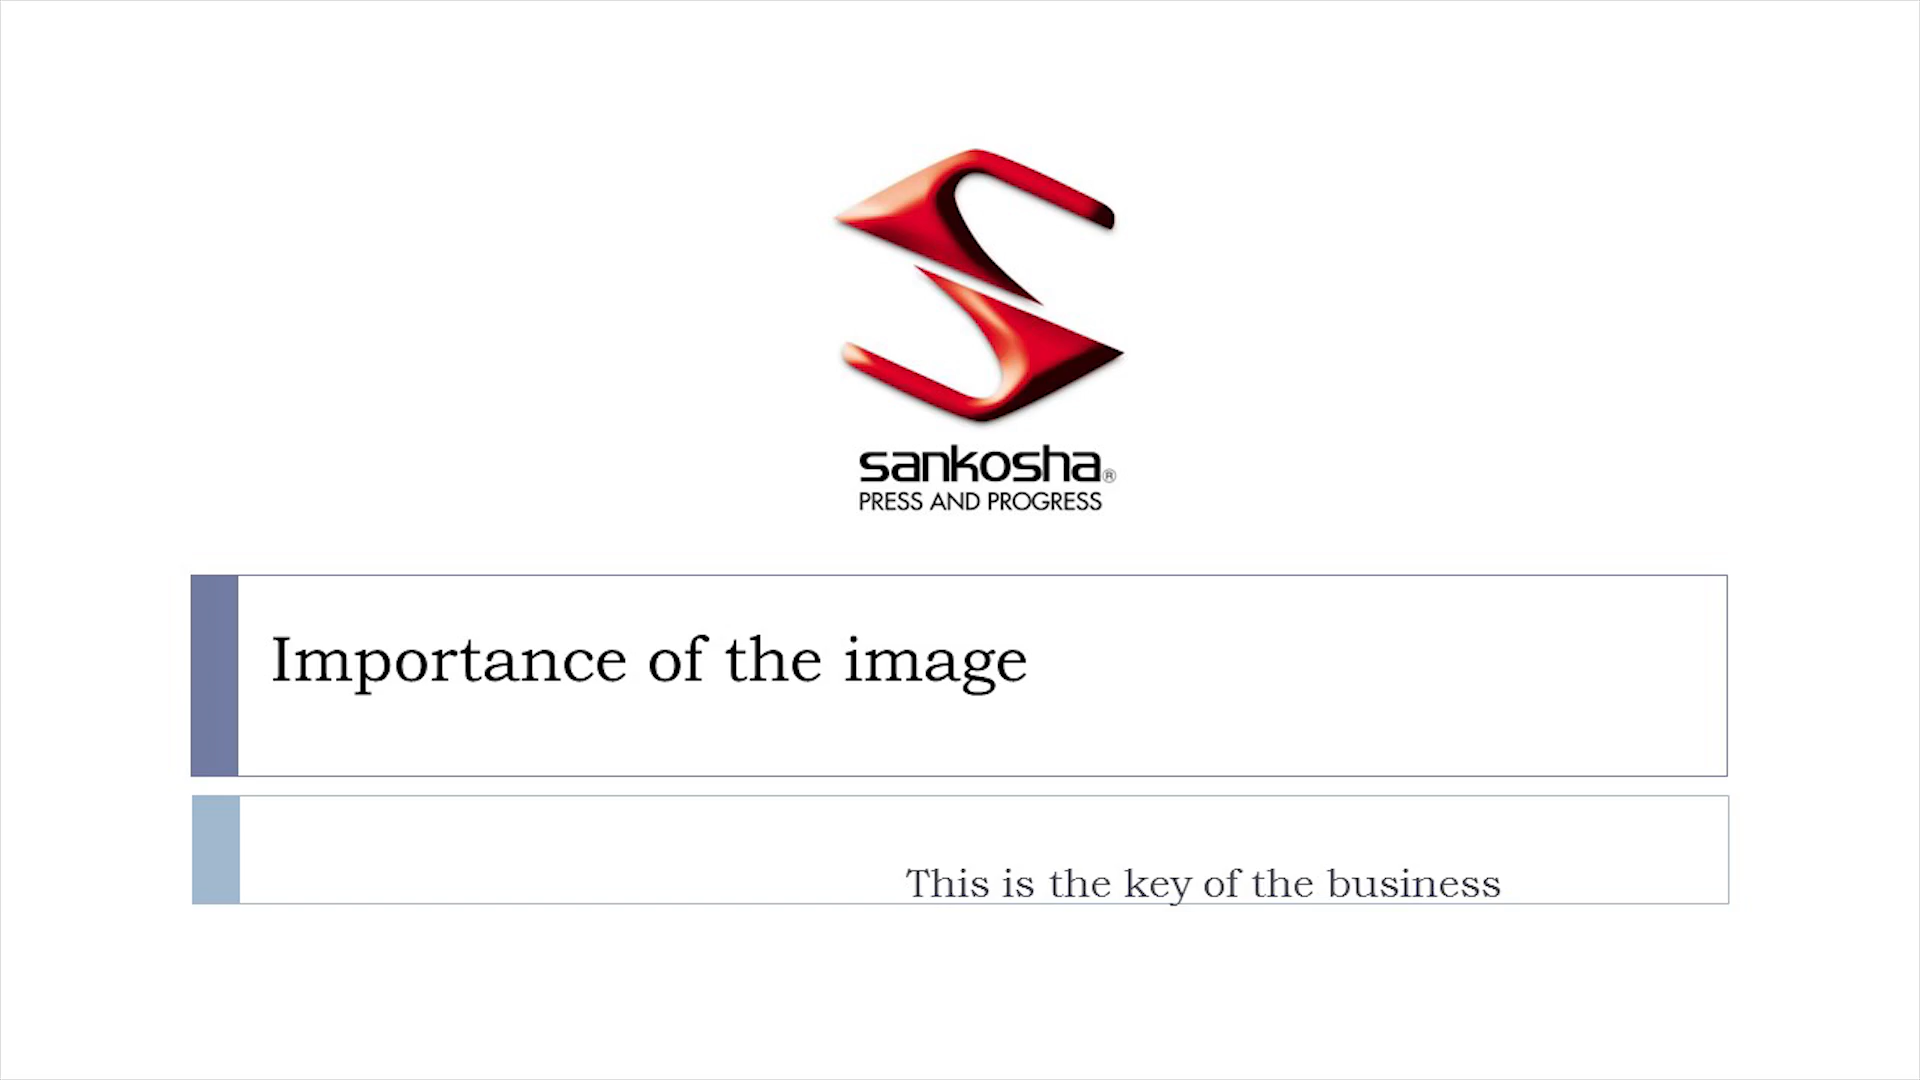 sankosha®
PRESS AND PROGRESS
Importance of the image
This is the key of the business